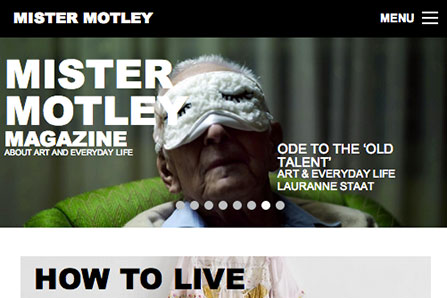 MISTER MOTLEY
MENU
MISTER
MOTLEY
MAGAZINE
ABOUT ART AND EVERYDAY LIFE
ODE TO THE ‘OLD
TALENT’
ART & EVERYDAY LIFE
LAURANNE STAAT
HOW TO LIVE